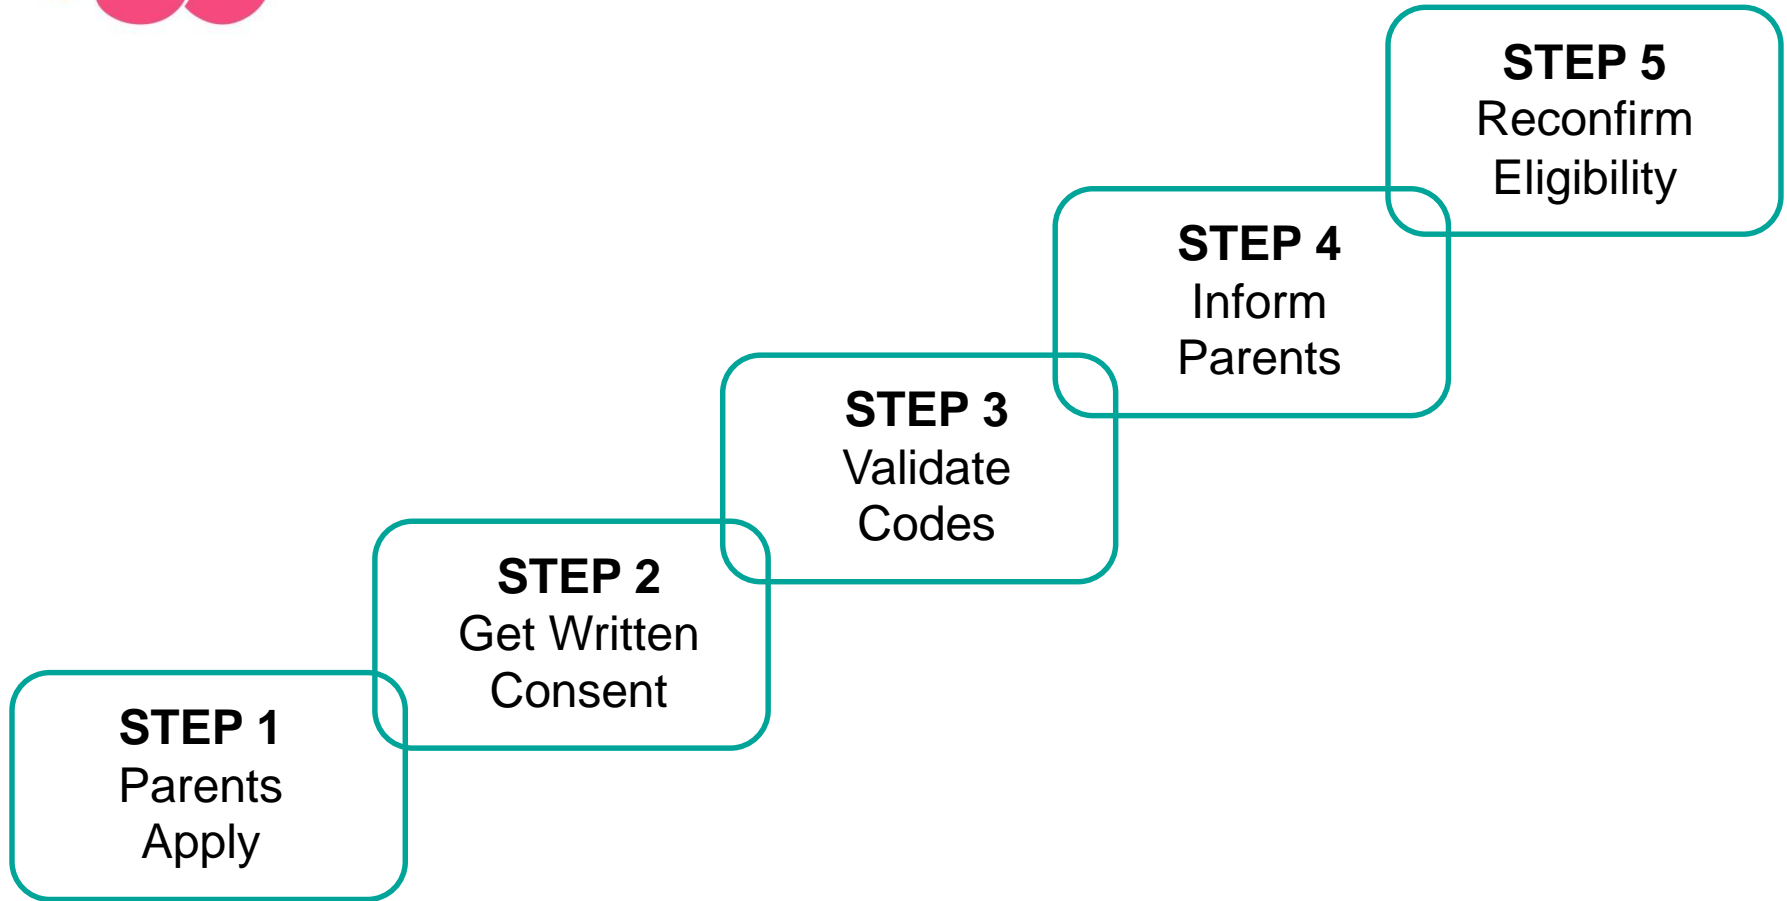 STEP 1
Parents
Apply
STEP 2
Get Written
Consent
STEP 3
Validate
Codes
STEP 4
Inform
Parents
STEP 5
Reconfirm
Eligibility